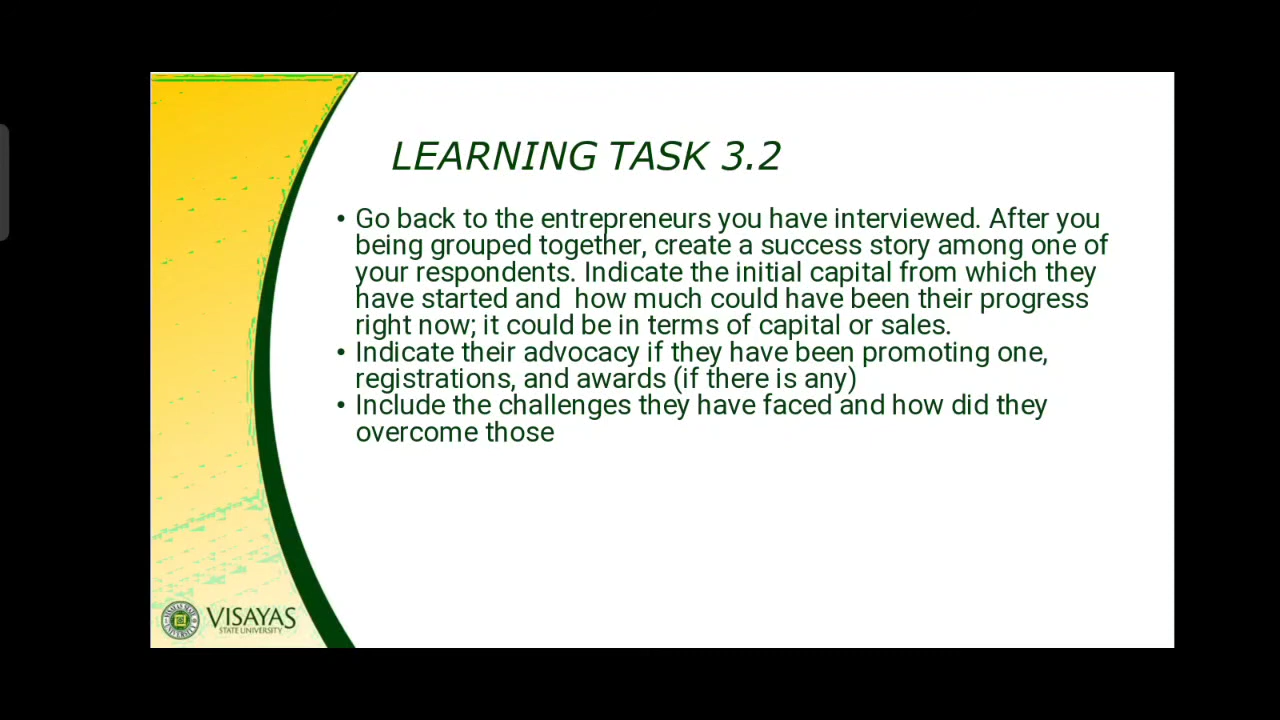 LEARNING TASK 3.2
• Go back to the entrepreneurs you have interviewed. After you
being grouped together, create a success story among one of
your respondents. Indicate the initial capital from which they
have started and  how much could have been their progress
right now; it could be in terms of capital or sales.
• Indicate their advocacy if they have been promoting one,
registrations, and awards (if there is any)
• Include the challenges they have faced and how did they
overcome those
VISAYAS
STATE UNIVERSITY